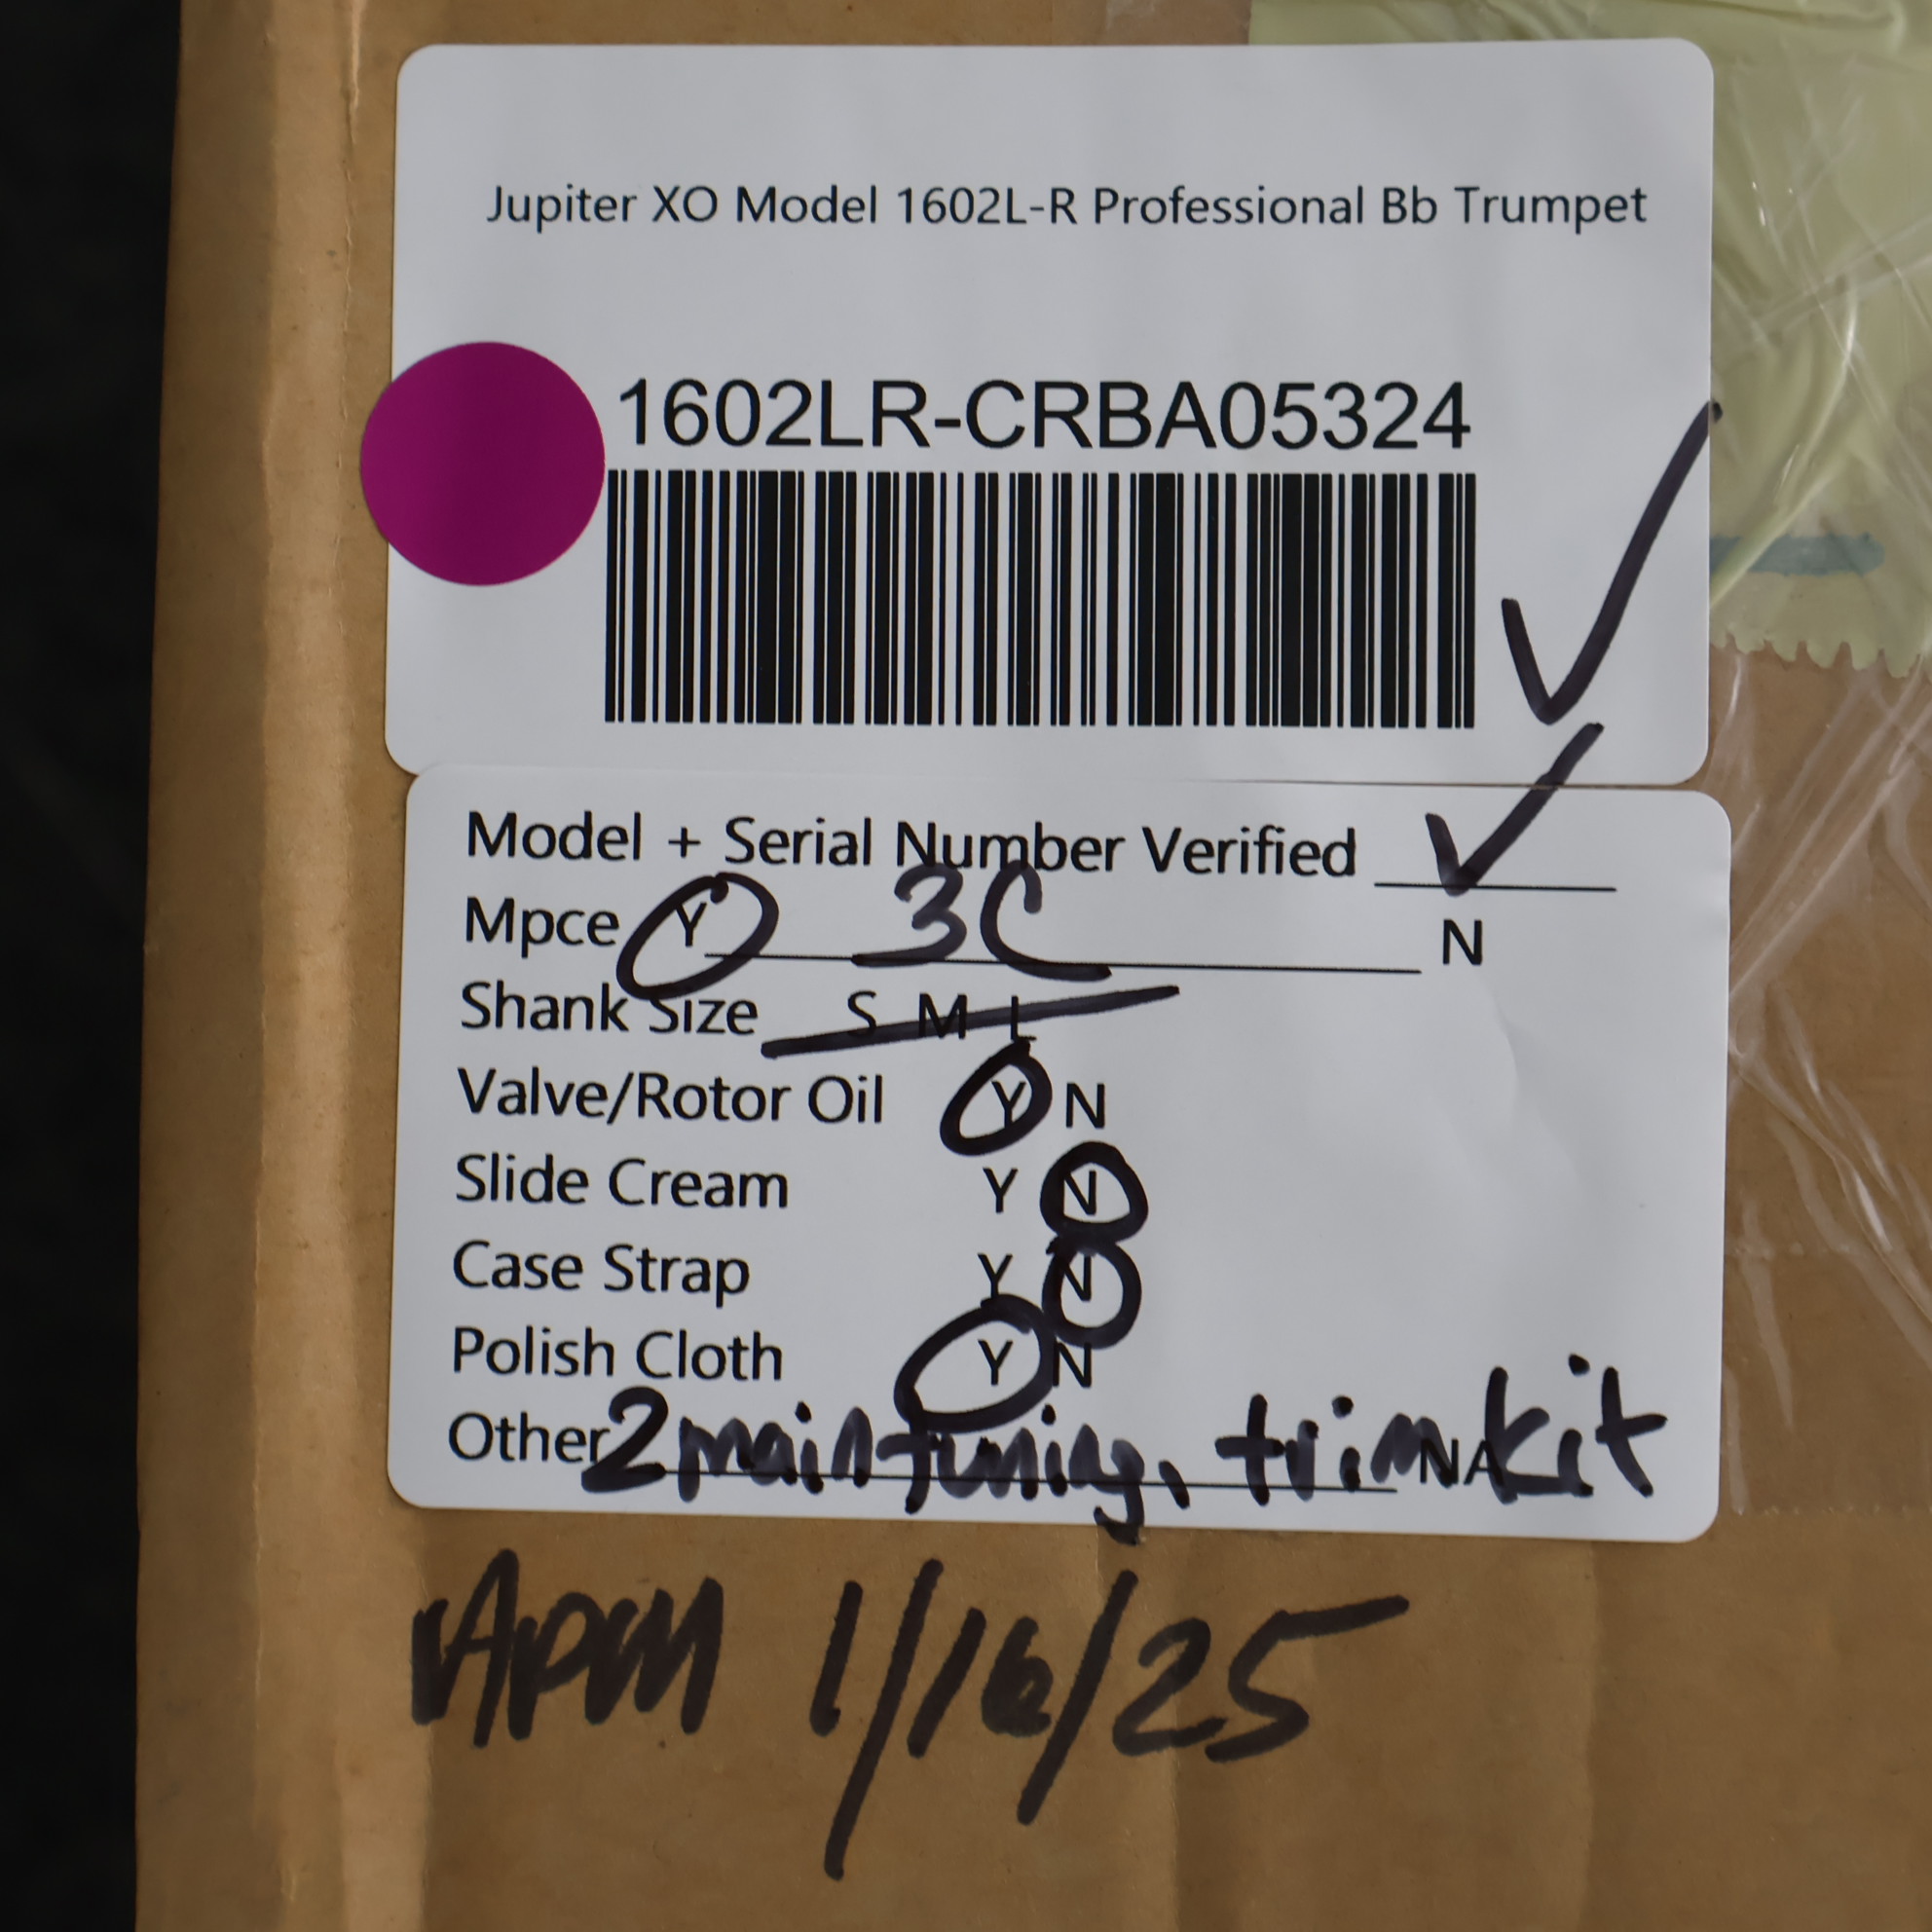 Jupiter XO Model 1602L-R Professional Bb Trumpet
1602LR-CRBA05324
Model + Serial Number Verified ✓
Mpce Y 3C N
Shank Size S M L
Valve/Rotor Oil Y N
Slide Cream Y N
Case Strap Y N
Polish Cloth Y N
Other 2 main tuning, trim kit NA
APM 1/16/25